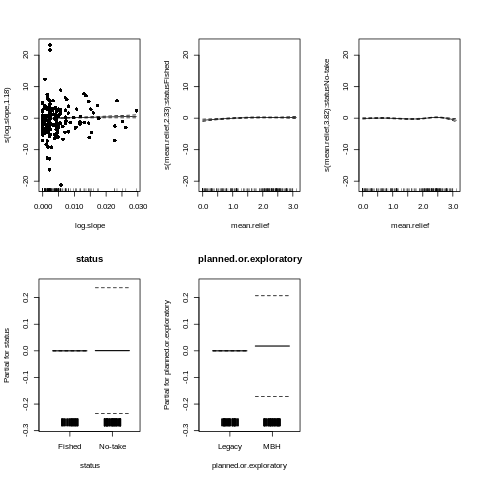 s(log.slope,1.18)
20
10
0
-10
-20
0.000
0.010
0.020
0.030
log.slope
s(mean.relief,2.33):statusFished
20
10
0
-10
-20
0.0
1.0
2.0
3.0
mean.relief
s(mean.relief,3.82):statusNo-take
20
10
0
-10
-20
0.0
1.0
2.0
3.0
mean.relief
status
Partial for status
0.2
0.1
0.0
-0.1
-0.2
-0.3
Fished
No-take
status
planned.or.exploratory
Partial for planned.or.exploratory
0.2
0.1
0.0
-0.1
-0.2
-0.3
Legacy
MBH
planned.or.exploratory